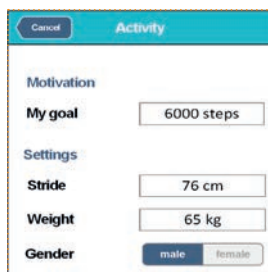 Cancel Activity
Motivation
My goal 6000 steps
Settings
Stride 76 cm
Weight 65 kg
Gender male female